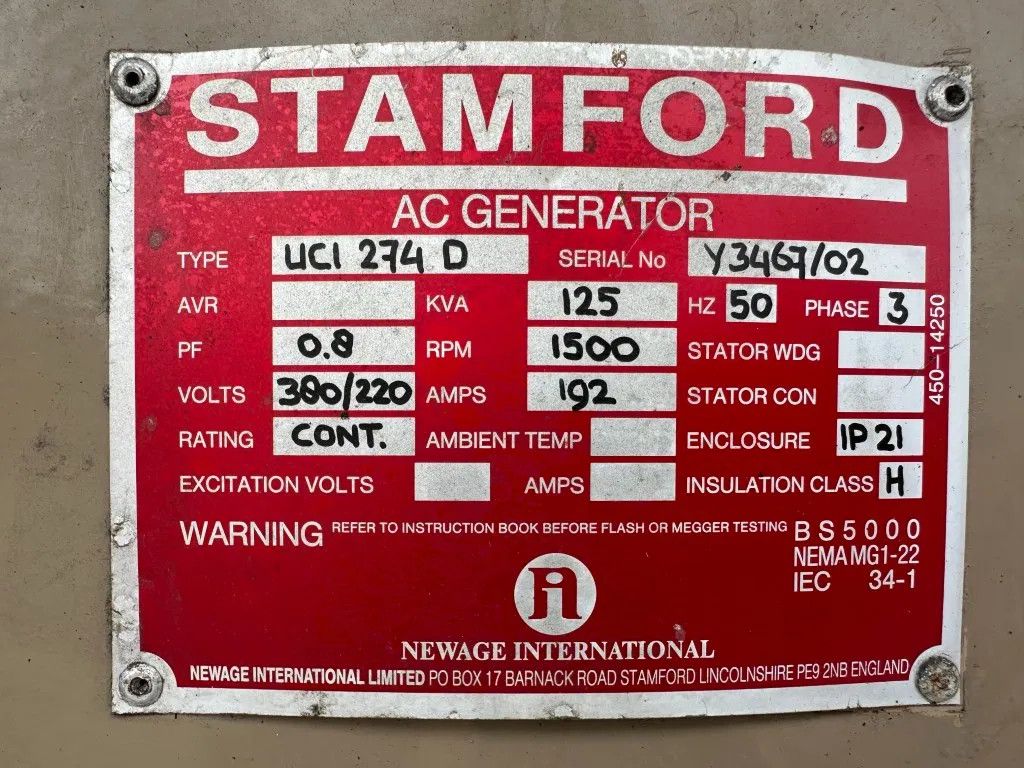 STAMFORD
AC GENERATOR
TYPE UCI 274 D SERIAL No Y3467/02
AVR KVA 125 HZ 50 PHASE 3
PF 0.8 RPM 1500 STATOR WDG
VOLTS 380/220 AMPS 192 STATOR CON
RATING CONT. AMBIENT TEMP ENCLOSURE IP 21
EXCITATION VOLTS AMPS INSULATION CLASS H
450-14250
WARNING REFER TO INSTRUCTION BOOK BEFORE FLASH OR MEGGER TESTING BS5000
NEMA MG1-22
IEC 34-1
NEWAGE INTERNATIONAL
NEWAGE INTERNATIONAL LIMITED PO BOX 17 BARNACK ROAD STAMFORD LINCOLNSHIRE PE9 2NB ENGLAND